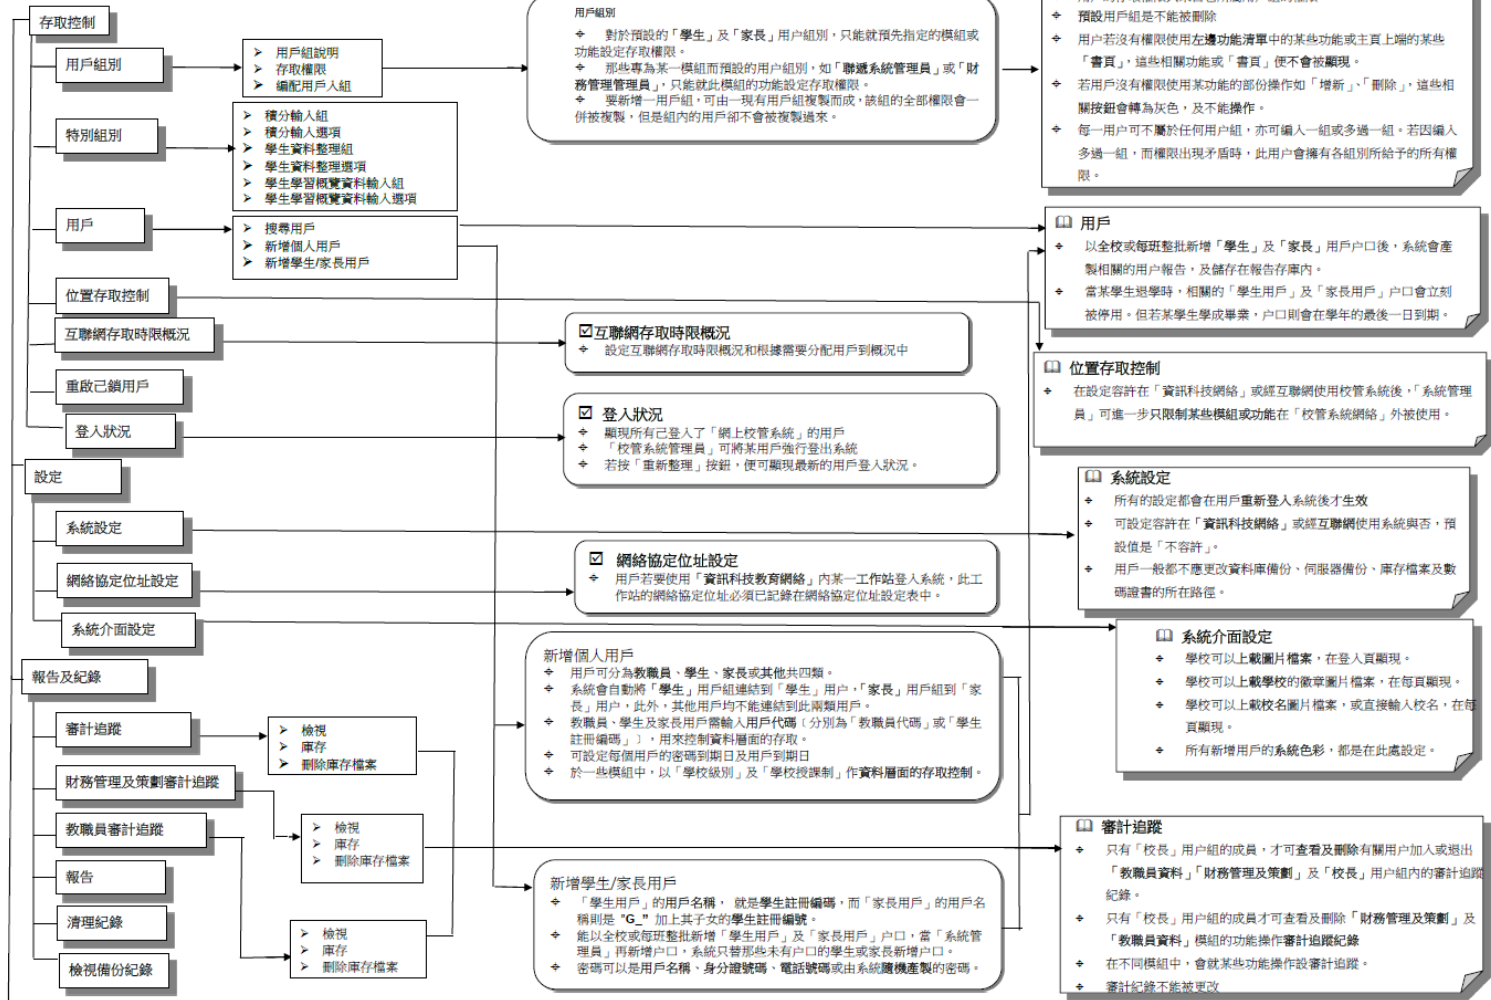 存取控制
用戶組別
➢ 用戶組說明
➢ 存取權限
➢ 編配用戶入組
特別組別
➢ 積分輸入組
➢ 積分輸入選項
➢ 學生資料整理組
➢ 學生資料整理選項
➢ 學生學習概覽資料輸入組
➢ 學生學習概覽資料輸入選項
用戶
➢ 搜尋用戶
➢ 新增個人用戶
➢ 新增學生/家長用戶
位置存取控制
互聯網存取時限概況
重啟己鎖用戶
登入狀況
設定
系統設定
網絡協定位址設定
系統介面設定
報告及紀錄
審計追蹤
➢ 檢視
➢ 庫存
➢ 刪除庫存檔案
財務管理及策劃審計追蹤
➢ 檢視
➢ 庫存
➢ 刪除庫存檔案
教職員審計追蹤
➢ 檢視
➢ 庫存
➢ 刪除庫存檔案
報告
清理紀錄
檢視備份紀錄
用戶組別
對於預設的「學生」及「家長」用户組別，只能就預先指定的模組或
功能設定存取權限。
那些專為某一模組而預設的用户組別，如「聯遞系統管理員」或「財
務管理管理員」，只能就此模組的功能設定存取權限。
要新增一用戶組，可由一現有用戶組複製而成，該組的全部權限會一
併被複製，但是組內的用戶卻不會被複製過來。
☑互聯網存取時限概況
設定互聯網存取時限概況和根據需要分配用戶到概況中
☑ 登入狀況
顯現所有己登入了「網上校管系統」的用戶
「校管系統管理員」可將某用戶強行登出系統
若按「重新整理」按鈕，便可顯現最新的用戶登入狀況。
☑ 網絡協定位址設定
用戶若要使用「資訊科技教育網絡」內某一工作站登入系統，此工
作站的網絡協定位址必須已記錄在網絡協定位址設定表中。
新增個人用戶
用戶可分為教職員、學生、家長或其他共四類。
系統會自動將「學生」用戶組連結到「學生」用户，「家長」用戶組到「家
長」用户，此外，其他用戶均不能連結到此兩類用戶。
教職員、學生及家長用戶需輸入用戶代碼﹝分別為「教職員代碼」或「學生
註冊編碼」﹞，用來控制資料層面的存取。
可設定每個用戶的密碼到期日及用戶到期日
於一些模組中，以「學校級別」及「學校授課制」作資料層面的存取控制。
新增學生/家長用戶
「學生用戶」的用戶名稱， 就是學生註冊編碼，而「家長用戶」的用戶名
稱則是 "G_" 加上其子女的學生註冊編號。
能以全校或每班整批新增「學生用戶」及「家長用戶」户口，當「系統管
理員」再新增户口，系統只替那些未有户口的學生或家長新增户口。
密碼可以是用戶名稱、身分證號碼、電話號碼或由系統隨機產製的密碼。
預設用戶組是不能被刪除
用户若沒有權限使用左邊功能清單中的某些功能或主頁上端的某些
「書頁」，這些相關功能或「書頁」便不會被顯現。
若用戶沒有權限使用某功能的部份操作如「增新」、「刪除」，這些相
關按鈕會轉為灰色，及不能操作。
每一用户可不屬於任何用户組，亦可編入一組或多過一組。若因編入
多過一組，而權限出現矛盾時，此用户會擁有各組別所給予的所有權
限。
用戶
以全校或每班整批新增「學生」及「家長」用戶户口後，系統會產
製相關的用户報告，及儲存在報告存庫內。
當某學生退學時，相關的「學生用戶」及「家長用戶」户口會立刻
被停用。但若某學生學成畢業，户口則會在學年的最後一日到期。
位置存取控制
在設定容許在「資訊科技網絡」或經互聯網使用校管系統後，「系統管理
員」可進一步只限制某些模組或功能在「校管系統網絡」外被使用。
系統設定
所有的設定都會在用戶重新登入系統後才生效
可設定容許在「資訊科技網絡」或經互聯網使用系統與否，預
設值是「不容許」。
用戶一般都不應更改資料庫備份、伺服器備份、庫存檔案及數
碼證書的所在路徑。
系統介面設定
學校可以上載圖片檔案，在登入頁顯現。
學校可以上載學校的徽章圖片檔案，在每頁顯現。
學校可以上載校名圖片檔案，或直接輸入校名，在每
頁顯現。
所有新增用戶的系統色彩，都是在此處設定。
審計追蹤
只有「校長」用户組的成員，才可查看及刪除有關用户加入或退出
「教職員資料」「財務管理及策劃」及「校長」用户組內的審計追蹤
紀錄。
只有「校長」用户組的成員才可查看及刪除「財務管理及策劃」及
「教職員資料」模組的功能操作審計追蹤紀錄
在不同模組中，會就某些功能操作設審計追蹤。
審計紀錄不能被更改